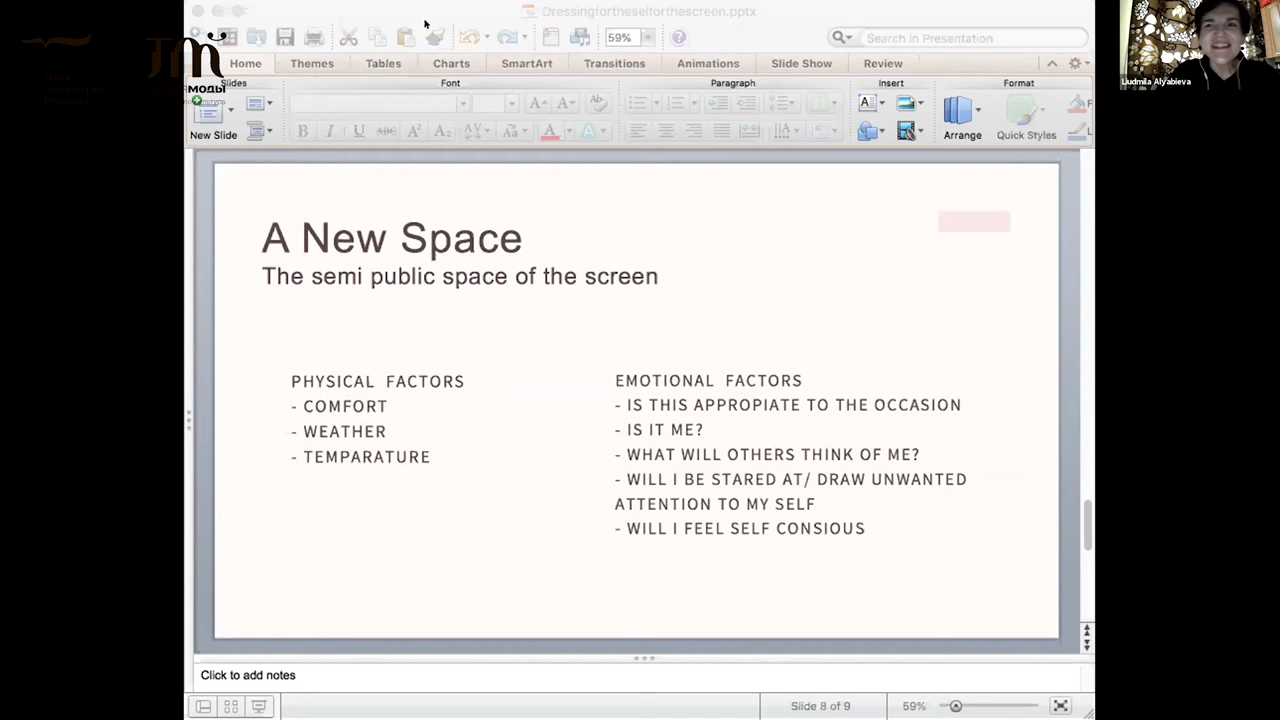 Dressingfortheselforthescreen.pptx
59%
Search in Presentation
Home Themes Tables Charts SmartArt Transitions Animations Slide Show Review
Slides Font Paragraph Insert Format
моды
New Slide
Arrange Quick Styles
Ludmila Alyabieva
A New Space
The semi public space of the screen
PHYSICAL FACTORS
- COMFORT
- WEATHER
- TEMPARATURE
EMOTIONAL FACTORS
- IS THIS APPROPIATE TO THE OCCASION
- IS IT ME?
- WHAT WILL OTHERS THINK OF ME?
- WILL I BE STARED AT/ DRAW UNWANTED
ATTENTION TO MY SELF
- WILL I FEEL SELF CONSIOUS
Click to add notes
Slide 8 of 9 59%